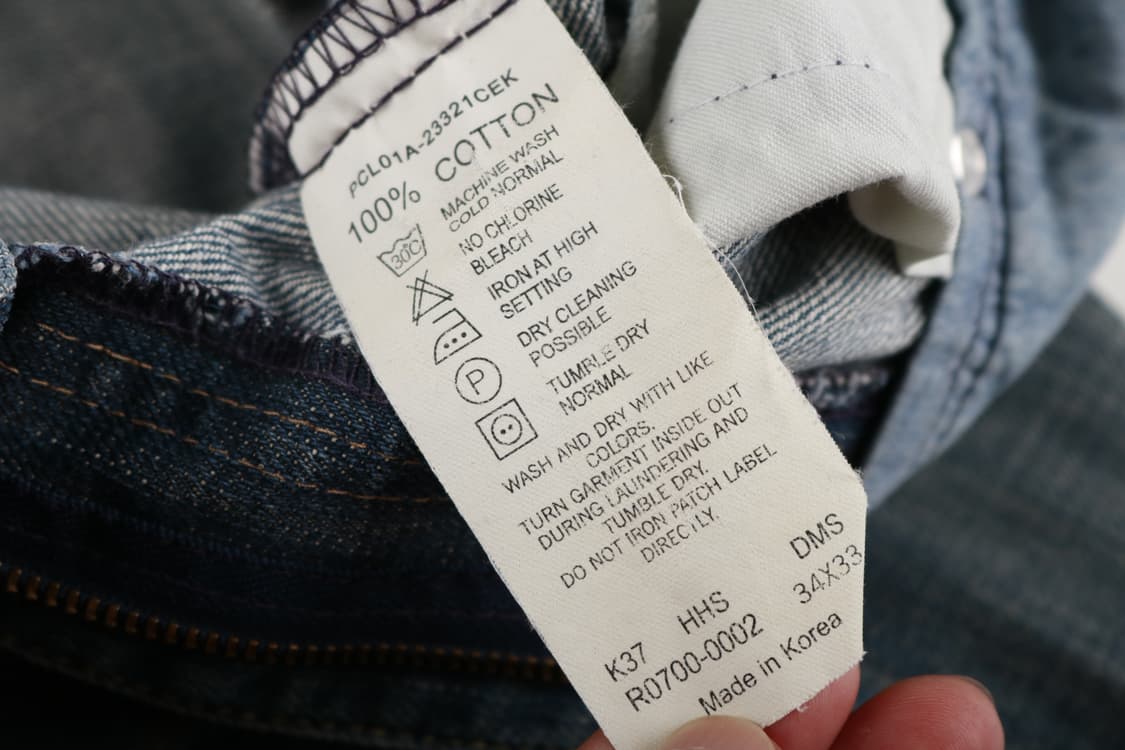 PCL01A-23321CEK
100% COTTON
30C
MACHINE WASH
COLD NORMAL
NO CHLORINE
BLEACH
IRON AT HIGH
SETTING
P
DRY CLEANING
POSSIBLE
TUMBLE DRY
NORMAL
WASH AND DRY WITH LIKE
COLORS.
TURN GARMENT INSIDE OUT
DURING LAUNDERING AND
TUMBLE DRY.
DO NOT IRON PATCH LABEL
DIRECTLY.
DMS
HHS 34X33
K37
R0700-0002
Made in Korea